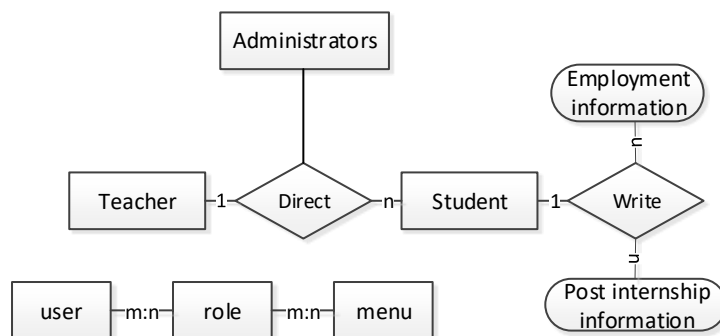 Administrators
Employment
information
n
Teacher
1
Direct
n
Student
1
Write
n
user
m:n
role
m:n
menu
Post internship
information